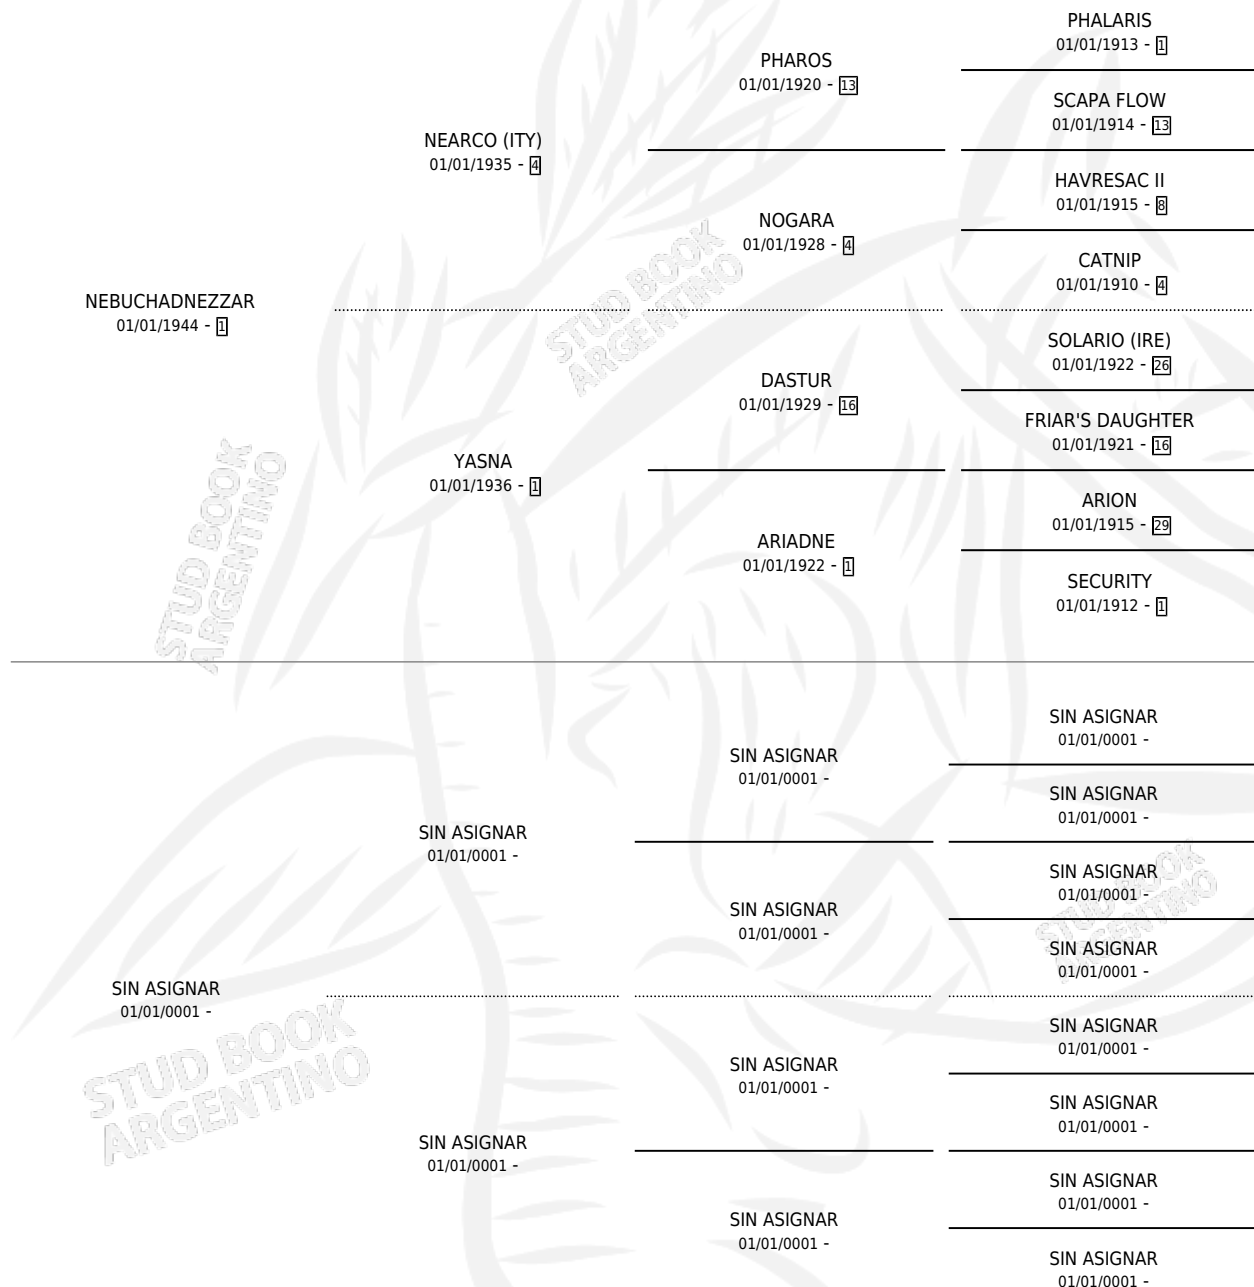 NEBUCHADNEZZAR
01/01/1944 - 1
NEARCO (ITY)
01/01/1935 - 4
YASNA
01/01/1936 - 1
PHAROS
01/01/1920 - 13
NOGARA
01/01/1928 - 4
DASTUR
01/01/1929 - 16
ARIADNE
01/01/1922 - 1
PHALARIS
01/01/1913 - 1
SCAPA FLOW
01/01/1914 - 13
HAVRESAC II
01/01/1915 - 8
CATNIP
01/01/1910 - 4
SOLARIO (IRE)
01/01/1922 - 26
FRIAR'S DAUGHTER
01/01/1921 - 16
ARION
01/01/1915 - 29
SECURITY
01/01/1912 - 1
SIN ASIGNAR
01/01/0001 -
SIN ASIGNAR
01/01/0001 -
SIN ASIGNAR
01/01/0001 -
SIN ASIGNAR
01/01/0001 -
SIN ASIGNAR
01/01/0001 -
SIN ASIGNAR
01/01/0001 -
SIN ASIGNAR
01/01/0001 -
SIN ASIGNAR
01/01/0001 -
SIN ASIGNAR
01/01/0001 -
SIN ASIGNAR
01/01/0001 -
SIN ASIGNAR
01/01/0001 -
SIN ASIGNAR
01/01/0001 -
SIN ASIGNAR
01/01/0001 -
SIN ASIGNAR
01/01/0001 -
SIN ASIGNAR
01/01/0001 -
STUD BOOK
ARGENTINO
STUD BOOK
ARGENTINO
STUD BOOK
ARGENTINO
STUD BOOK
ARGENTINO